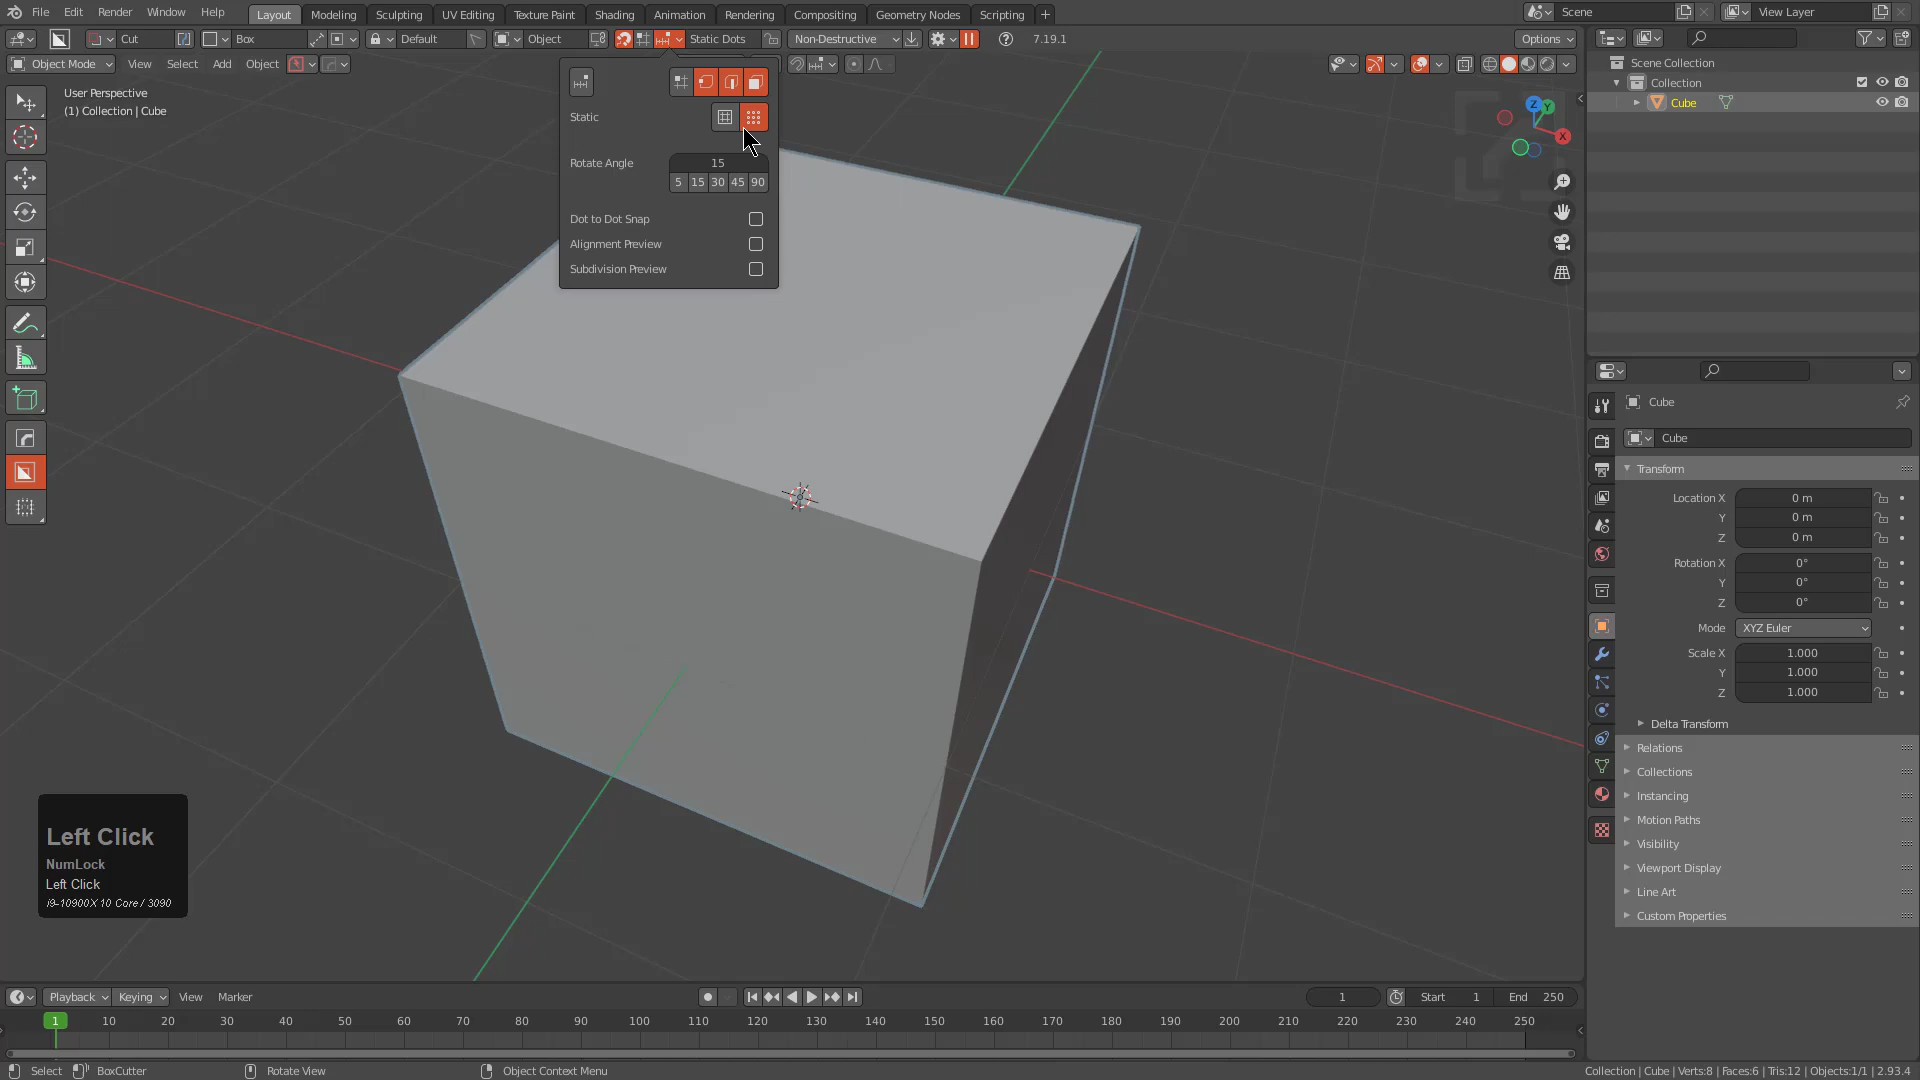 File Edit Render Window Help Layout Modeling Sculpting UV Editing Texture Paint Shading Animation Rendering Compositing Geometry Nodes Scripting + Scene View Layer
Cut Box Default Object Static Dots Non-Destructive 7.19.1 Options
Object Mode View Select Add Object
User Perspective
(1) Collection | Cube
Static
Rotate Angle 15
5 15 30 45 90
Dot to Dot Snap
Alignment Preview
Subdivision Preview
Z Y X
Scene Collection
Collection
Cube
Cube
Cube
Transform
Location X 0 m
Y 0 m
Z 0 m
Rotation X 0°
Y 0°
Z 0°
Mode XYZ Euler
Scale X 1.000
Y 1.000
Z 1.000
Delta Transform
Relations
Collections
Instancing
Motion Paths
Visibility
Viewport Display
Line Art
Custom Properties
Left Click
NumLock
Left Click
i9-10900X 10 Core / 3090
Playback Keying View Marker 1 Start 1 End 250
1 10 20 30 40 50 60 70 80 90 100 110 120 130 140 150 160 170 180 190 200 210 220 230 240 250
Select BoxCutter Rotate View Object Context Menu Collection | Cube | Verts:8 | Faces:6 | Tris:12 | Objects:1/1 | 2.93.4